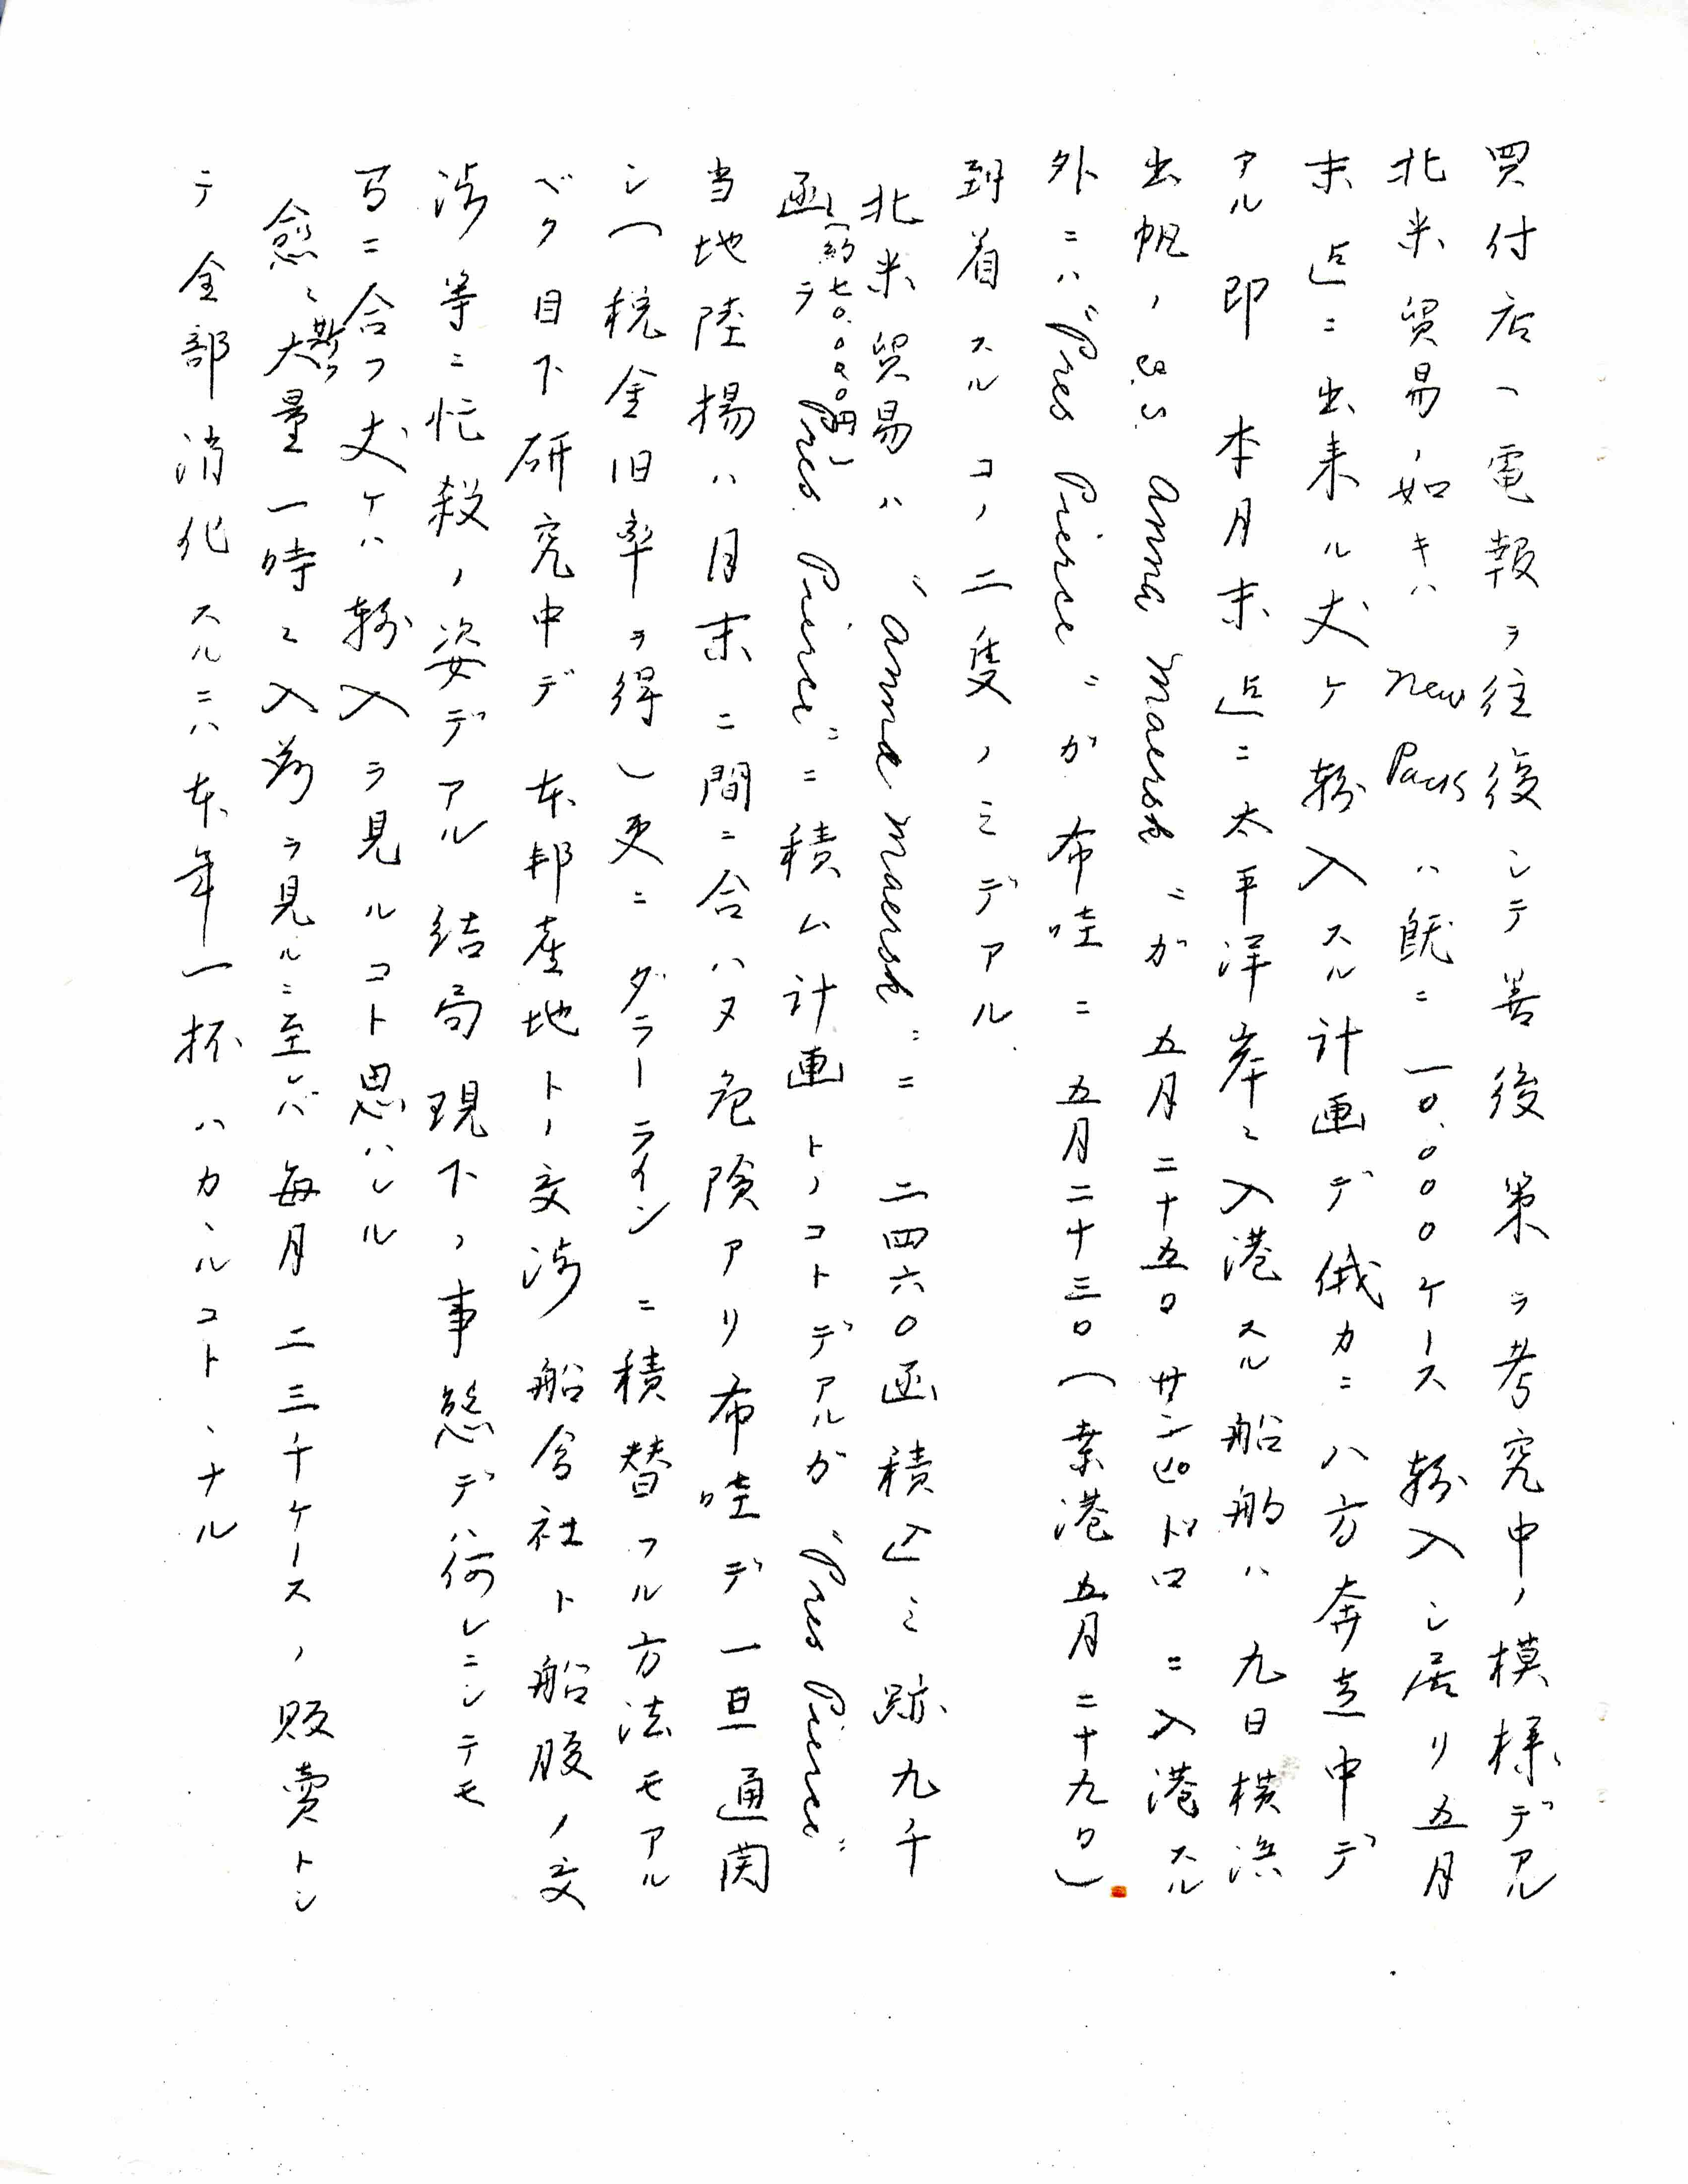 買付店ヘ電報ヲ往復シテ善後策ヲ考究中ノ模様デアル
北米貿易ノ如キハ New Packs ハ既ニ一〇.〇〇〇ケース輸入シ居リ五月
末迠ニ出来ル丈ケ輸入スル計画デ俄カニ八方奔走中デ
アル 即 本月末迠ニ太平洋岸ニ入港スル船舶ハ 九日横浜
出帆ノ S.S. Anna Maersk〃ガ 五月二十五日 サンピドロニ入港スル
外ニハ〝Pres Pierce〃ガ布哇ニ五月二十三日(桑港五月二十九日)
到着スルコノ二隻ノミデアル.
北米貿易ハ〝Anna Maersk〃ニ 二四六〇函積込ミ跡九千
函(約七〇.〇〇〇円)ヲ Pres. Pierce〃ニ積ム計画トノコトデアルガ〝Pres Pierce〃
当地陸揚ハ月末ニ間ニ合ハヌ危険アリ布哇デ一旦通関
シ(税金旧率ヲ得)更ニダラーラインニ積替フル方法モアル
ベク目下研究中デ本邦産地トノ交渉船會社ト船腹ノ交
渉等ニ忙殺ノ姿デアル 結局現下ノ事態デハ何レニシテモ
間ニ合フ丈ケハ輸入ヲ見ルコト思ハレル
愈々斯ク大量一時ニ入荷ヲ見ルニ至レバ毎月二三千ケースノ販賣トシ
テ全部消化スルニハ本年一杯ハカヽルコトヽナル